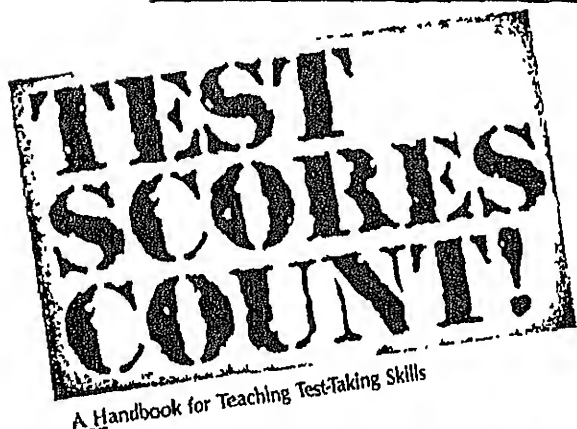 TEST
SCORES
COUNT!
A Handbook for Teaching Test-Taking Skills